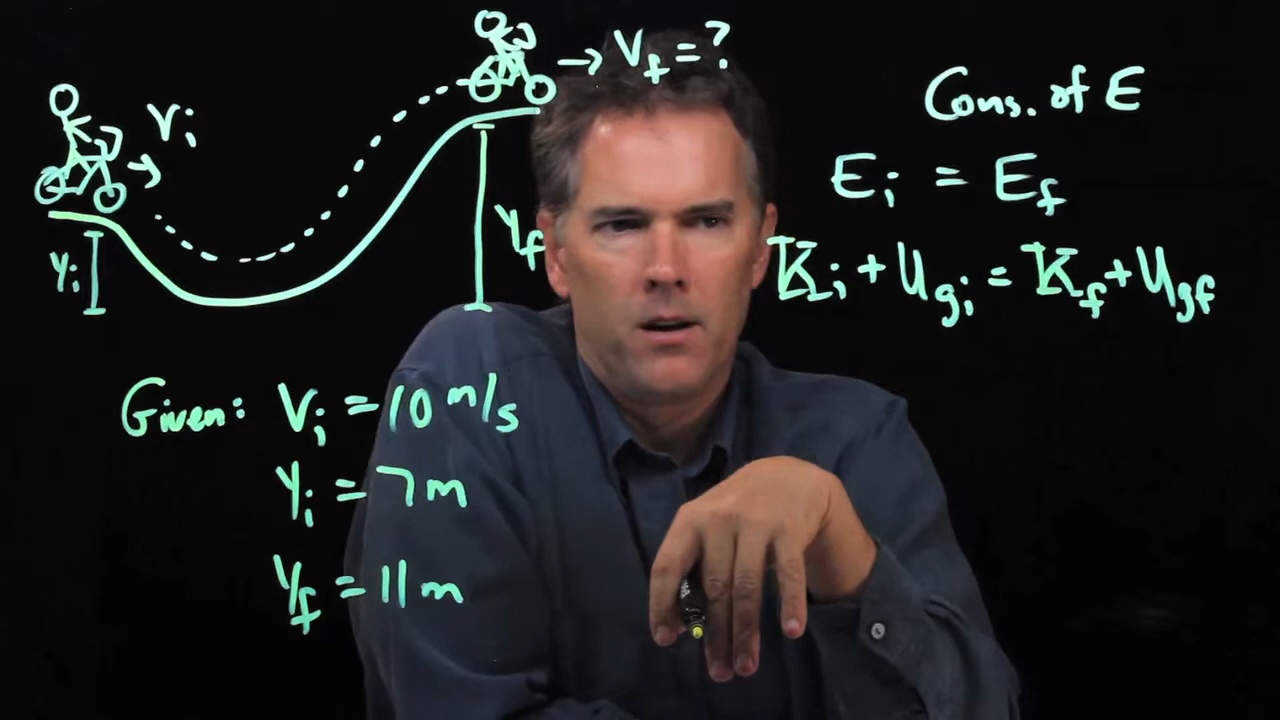 → Vf = ?
→ Vi
Yi
Yf
Given: Vi = 10 m/s
Yi = 7 m
Yf = 11 m
Cons. of E
Ei = Ef
Ki + Ugi = Kf + Ugf